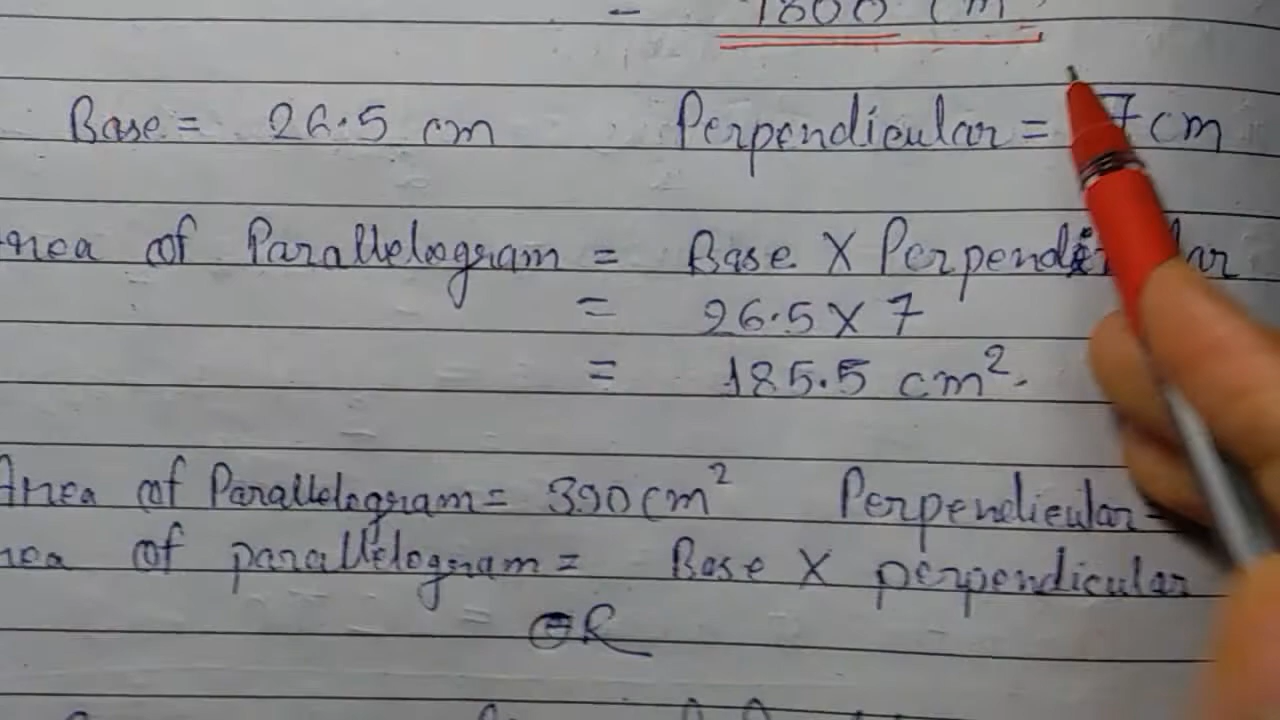 - 1800 cm
Base = 26.5 cm Perpendicular = 7 cm
Area of Parallelogram = Base X Perpendicular
= 26.5 X 7
= 185.5 cm².
Area of Parallelogram = 390 cm² Perpendicular =
Area of parallelogram = Base X perpendicular
OR